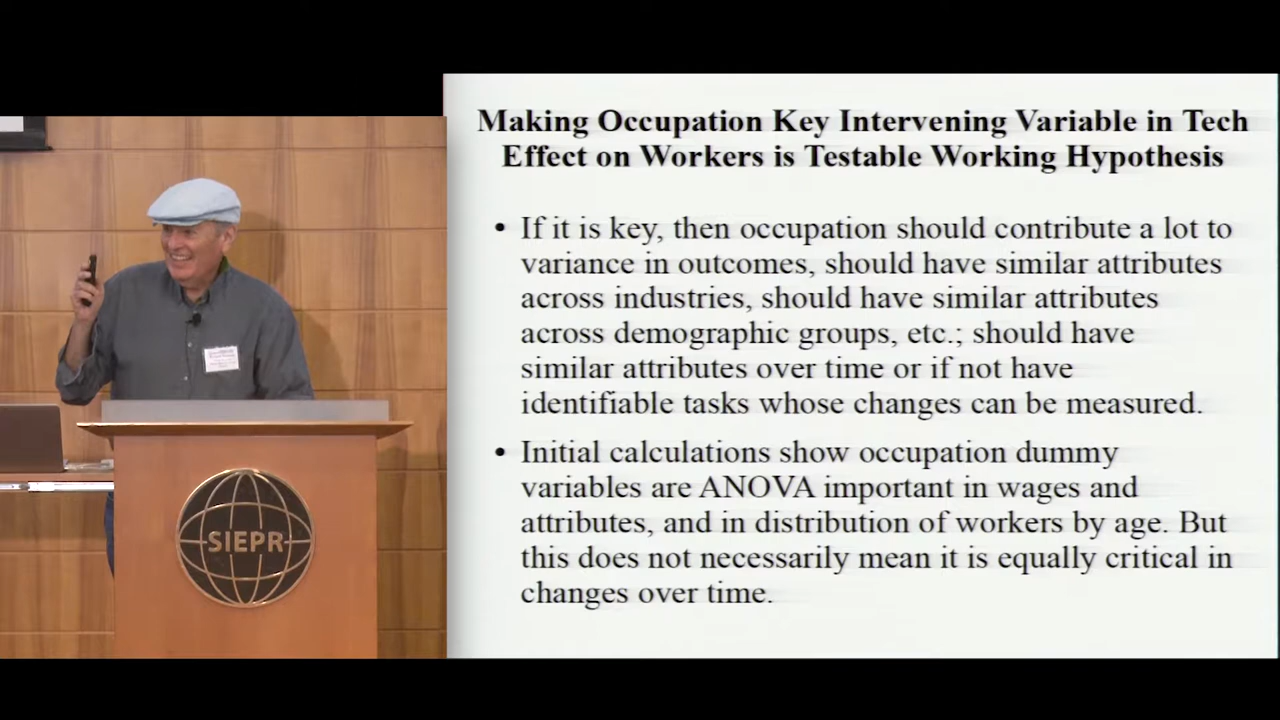 Making Occupation Key Intervening Variable in Tech
Effect on Workers is Testable Working Hypothesis
• If it is key, then occupation should contribute a lot to
variance in outcomes, should have similar attributes
across industries, should have similar attributes
across demographic groups, etc.; should have
similar attributes over time or if not have
identifiable tasks whose changes can be measured.
• Initial calculations show occupation dummy
variables are ANOVA important in wages and
attributes, and in distribution of workers by age. But
this does not necessarily mean it is equally critical in
changes over time.
SIEPR